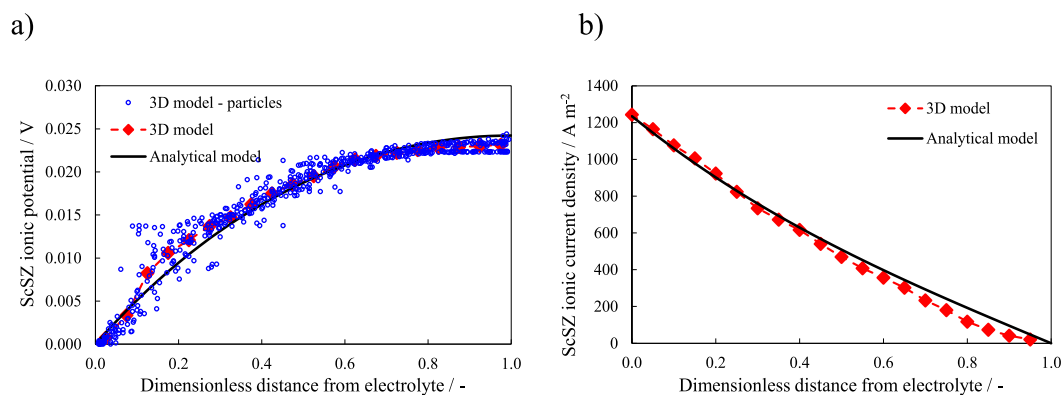 a)
0.030
0.025
0.020
0.015
0.010
0.005
0.000
ScSZ ionic potential / V
3D model - particles
3D model
Analytical model
0.0 0.2 0.4 0.6 0.8 1.0
Dimensionless distance from electrolyte / -
b)
1400
1200
1000
800
600
400
200
0
ScSZ ionic current density / A m⁻²
3D model
Analytical model
0.0 0.2 0.4 0.6 0.8 1.0
Dimensionless distance from electrolyte / -